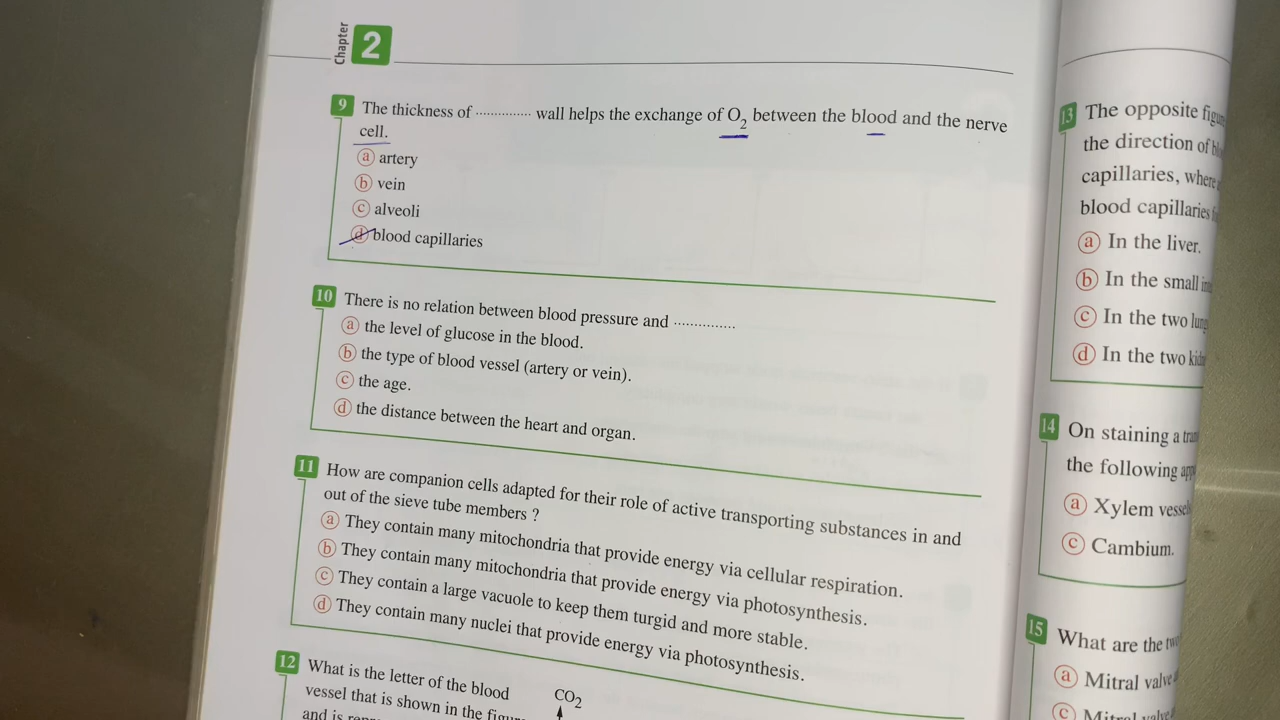 Chapter 2
9 The thickness of ............... wall helps the exchange of O2 between the blood and the nerve
cell.
a artery
b vein
c alveoli
d blood capillaries
10 There is no relation between blood pressure and ...............
a the level of glucose in the blood.
b the type of blood vessel (artery or vein).
c the age.
d the distance between the heart and organ.
11 How are companion cells adapted for their role of active transporting substances in and
out of the sieve tube members ?
a They contain many mitochondria that provide energy via cellular respiration.
b They contain many mitochondria that provide energy via photosynthesis.
c They contain a large vacuole to keep them turgid and more stable.
d They contain many nuclei that provide energy via photosynthesis.
12 What is the letter of the blood
vessel that is shown in the
and is
CO2
13 The opposite
the direction of
capillaries, where
blood capillaries
a In the liver.
b In the small
c In the two
d In the two
14 On staining a
the following
a Xylem
c Cambium.
15 What are the
a Mitral valve
c Mitral valve